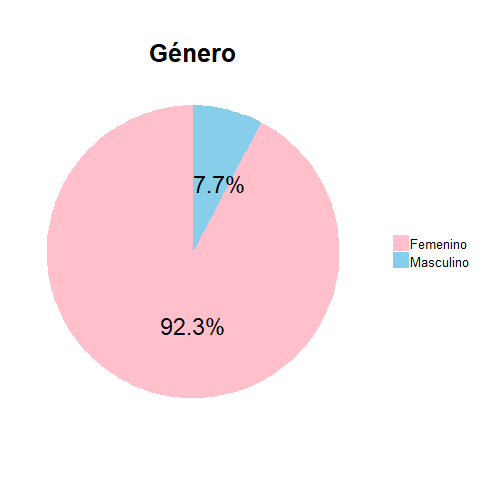 Género
7.7%
Femenino
Masculino
92.3%